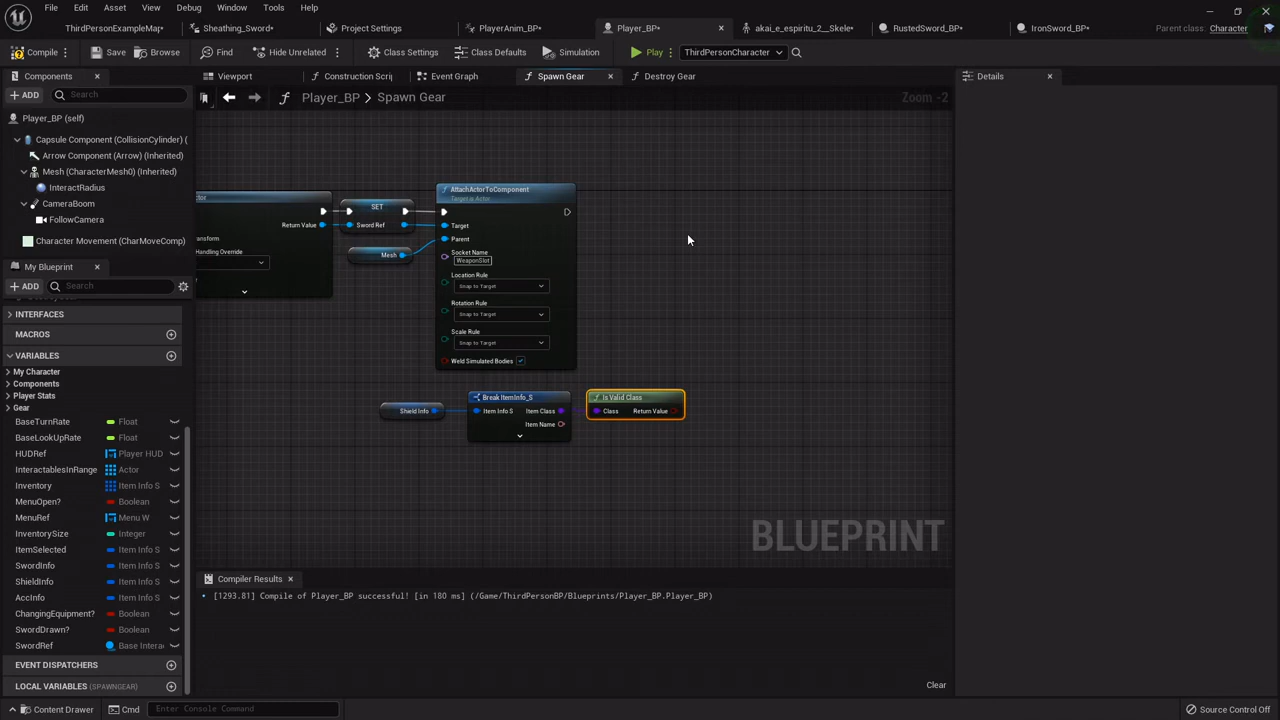 File Edit Asset View Debug Window Tools Help
ThirdPersonExampleMap• Sheathing_Sword• Project Settings PlayerAnim_BP• Player_BP• akai_e_espiritu_2__Skele• RustedSword_BP• IronSword_BP• Parent class: Character
Compile Save Browse Find Hide Unrelated Class Settings Class Defaults Simulation Play ThirdPersonCharacter
Components Viewport Construction Scrip Event Graph Spawn Gear Destroy Gear Details
+ ADD Search Player_BP > Spawn Gear Zoom -2
Player_BP (self)
Capsule Component (CollisionCylinder) (
Arrow Component (Arrow) (Inherited)
Mesh (CharacterMesh0) (Inherited)
InteractRadius
CameraBoom
FollowCamera
Character Movement (CharMoveComp)
My Blueprint
+ ADD Search
INTERFACES
MACROS
VARIABLES
My Character
Components
Player Stats
Gear
BaseTurnRate Float
BaseLookUpRate Float
HUDRef Player HUD
InteractablesInRange Actor
Inventory Item Info S
MenuOpen? Boolean
MenuRef Menu W
InventorySize Integer
ItemSelected Item Info S
SwordInfo Item Info S
ShieldInfo Item Info S
AccInfo Item Info S
ChangingEquipment? Boolean
SwordDrawn? Boolean
SwordRef Base Intera
EVENT DISPATCHERS
LOCAL VARIABLES (SPAWNGEAR)
tor
Return Value
ransform
Handling Override
SET
Sword Ref
Mesh
AttachActorToComponent
Target is Actor
Target
Parent
Socket Name
WeaponSlot
Location Rule
Snap to Target
Rotation Rule
Snap to Target
Scale Rule
Snap to Target
Weld Simulated Bodies
Shield Info
Break ItemInfo_S
Item Info S Item Class
Item Name
Is Valid Class
Class Return Value
BLUEPRINT
Compiler Results
[1293.81] Compile of Player_BP successful! [in 180 ms] (/Game/ThirdPersonBP/Blueprints/Player_BP.Player_BP)
Clear
Content Drawer Cmd Enter Console Command Source Control Off